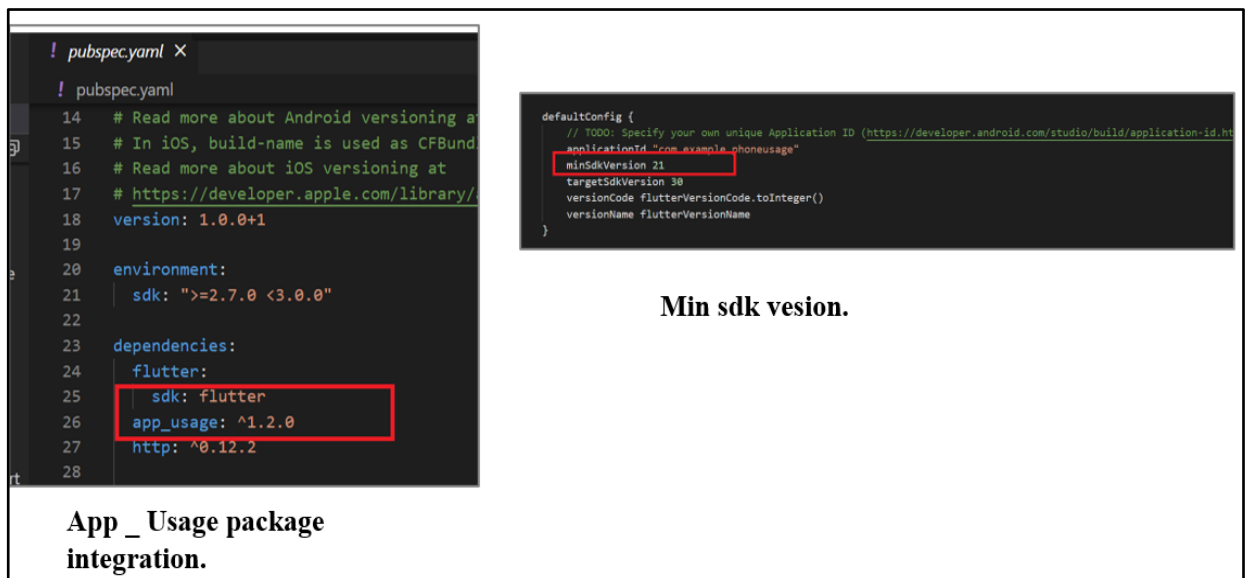 ! pubspec.yaml ×
! pubspec.yaml
14 # Read more about Android versioning a
15 # In iOS, build-name is used as CFBund
16 # Read more about iOS versioning at
17 # https://developer.apple.com/library/
18 version: 1.0.0+1
19
20 environment:
21 sdk: ">=2.7.0 <3.0.0"
22
23 dependencies:
24 flutter:
25 sdk: flutter
26 app_usage: ^1.2.0
27 http: ^0.12.2
28
rt
App _ Usage package
integration.
defaultConfig {
// TODO: Specify your own unique Application ID (https://developer.android.com/studio/build/application-id.ht
applicationId "com.example.phoneusage"
minSdkVersion 21
targetSdkVersion 30
versionCode flutterVersionCode.toInteger()
versionName flutterVersionName
}
Min sdk vesion.